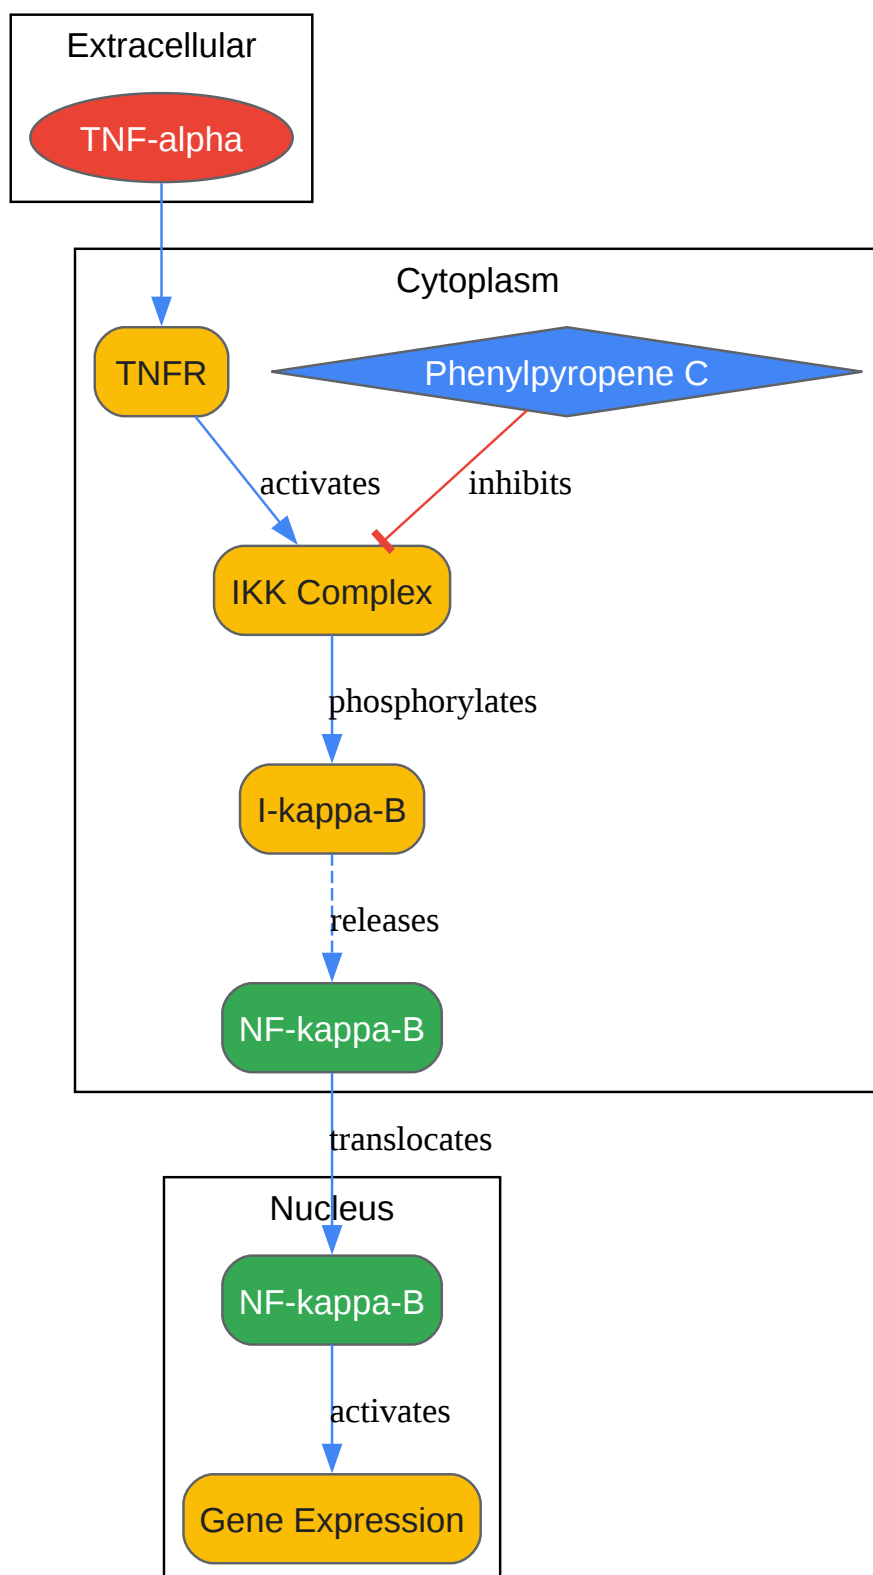 Extracellular
TNF-alpha
Cytoplasm
TNFR
Phenylpyropene C
activates
inhibits
IKK Complex
phosphorylates
I-kappa-B
releases
NF-kappa-B
translocates
Nucleus
NF-kappa-B
activates
Gene Expression